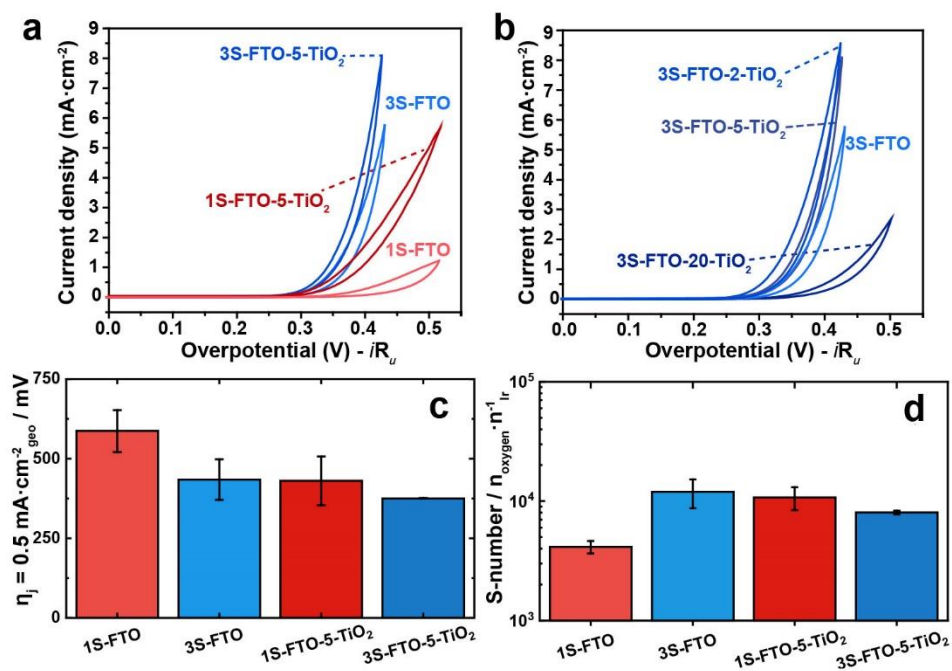 a
9
8
7
6
5
4
3
2
1
0
Current density (mA·cm⁻²)
3S-FTO-5-TiO₂
3S-FTO
1S-FTO-5-TiO₂
1S-FTO
0.0 0.1 0.2 0.3 0.4 0.5
Overpotential (V) - iRᵤ
b
9
8
7
6
5
4
3
2
1
0
Current density (mA·cm⁻²)
3S-FTO-2-TiO₂
3S-FTO-5-TiO₂
3S-FTO
3S-FTO-20-TiO₂
0.0 0.1 0.2 0.3 0.4 0.5
Overpotential (V) - iRᵤ
c
750
500
250
0
ηⱼ = 0.5 mA·cm⁻²geo / mV
1S-FTO
3S-FTO
1S-FTO-5-TiO₂
3S-FTO-5-TiO₂
d
10⁵
10⁴
10³
S-number / n_oxygen·n⁻¹_Ir
1S-FTO
3S-FTO
1S-FTO-5-TiO₂
3S-FTO-5-TiO₂